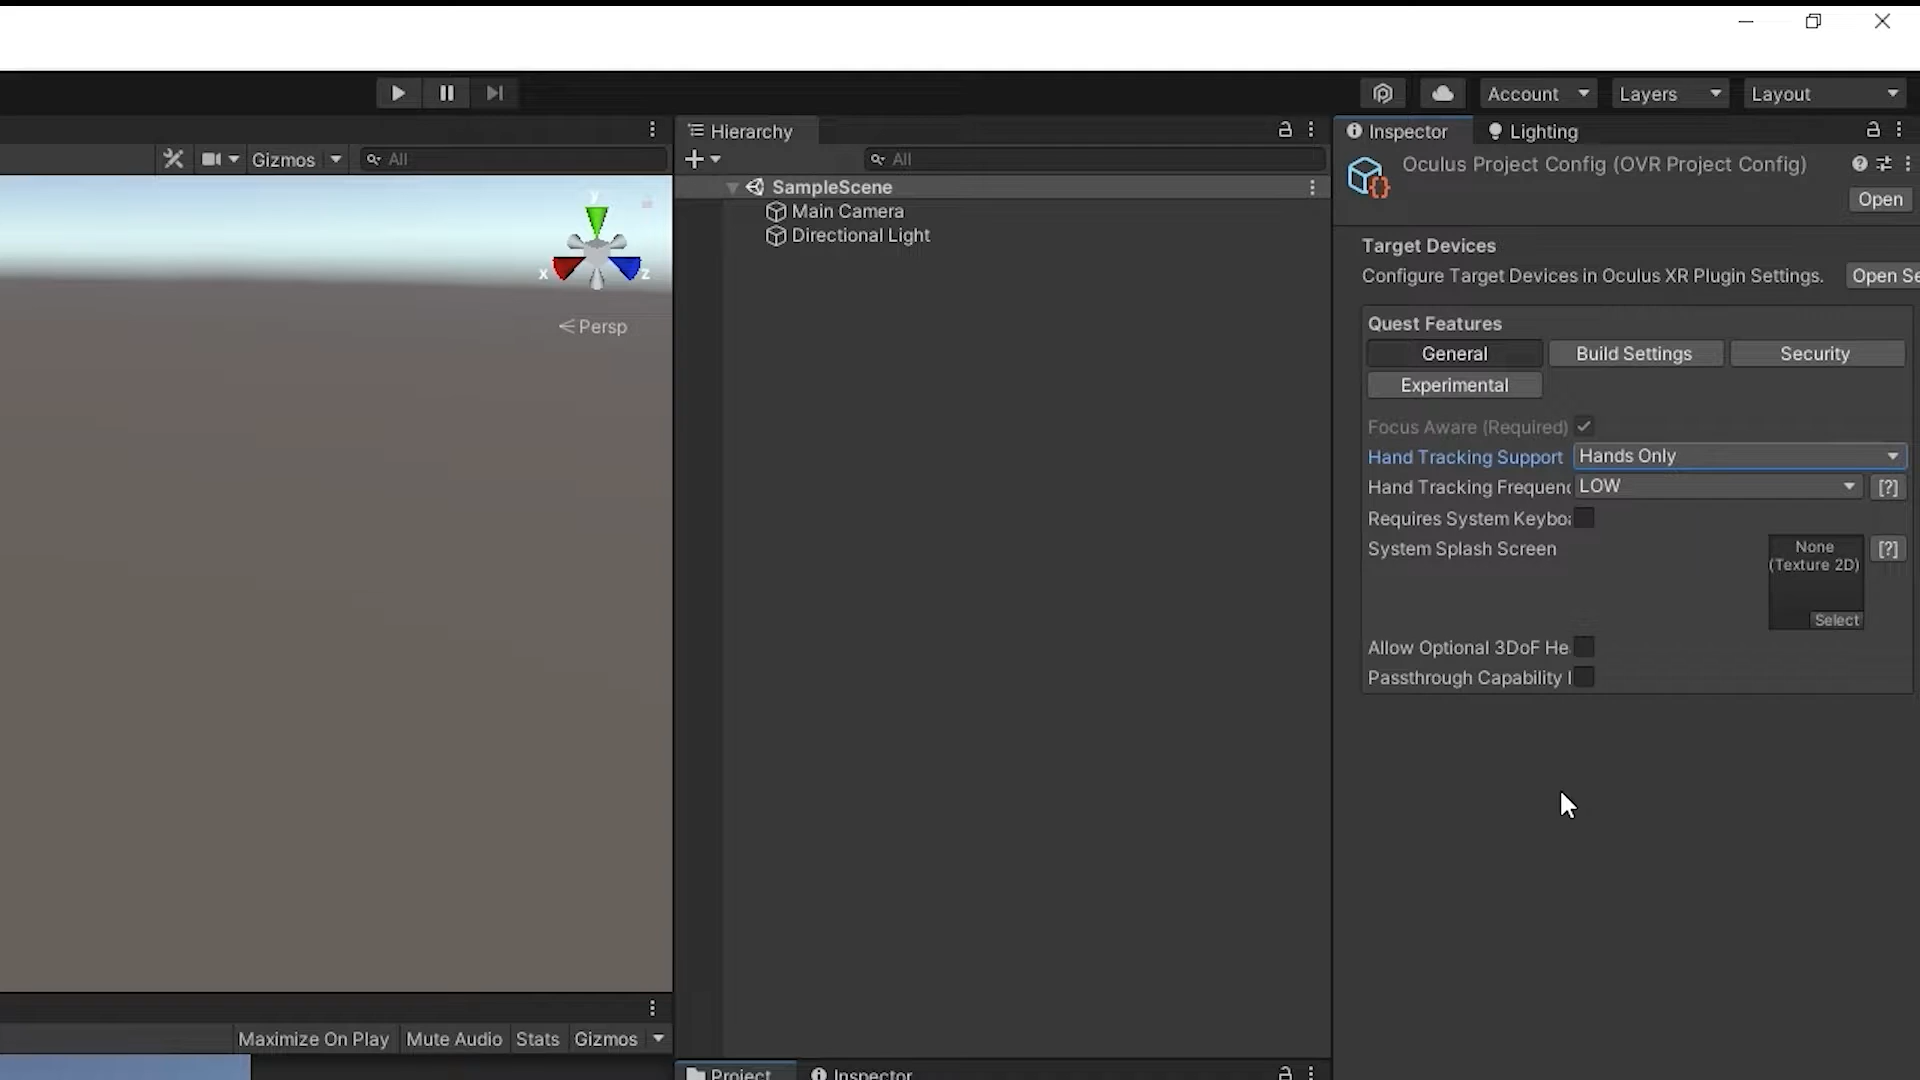 Account
Layers
Layout
Hierarchy
Inspector
Lighting
Gizmos
All
All
Oculus Project Config (OVR Project Config)
Open
SampleScene
Main Camera
Directional Light
y
x
z
Persp
Target Devices
Configure Target Devices in Oculus XR Plugin Settings.
Open Se
Quest Features
General
Build Settings
Security
Experimental
Focus Aware (Required)
Hand Tracking Support
Hands Only
Hand Tracking Frequenc
LOW
[?]
Requires System Keyboa
System Splash Screen
None
(Texture 2D)
[?]
Select
Allow Optional 3DoF He
Passthrough Capability
Maximize On Play
Mute Audio
Stats
Gizmos
Project
Inspector